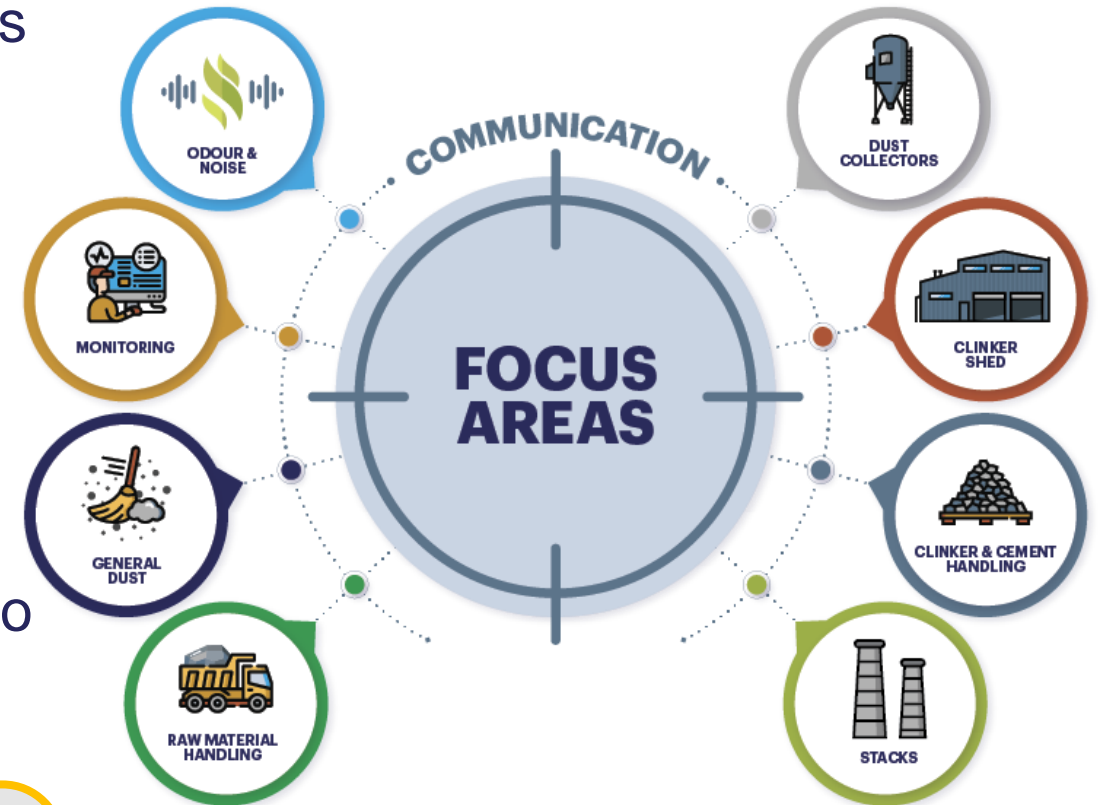 s
ODOUR &
NOISE
COMMUNICATION
DUST
COLLECTORS
MONITORING
CLINKER
SHED
FOCUS
AREAS
GENERAL
DUST
CLINKER & CEMENT
HANDLING
o
RAW MATERIAL
HANDLING
STACKS